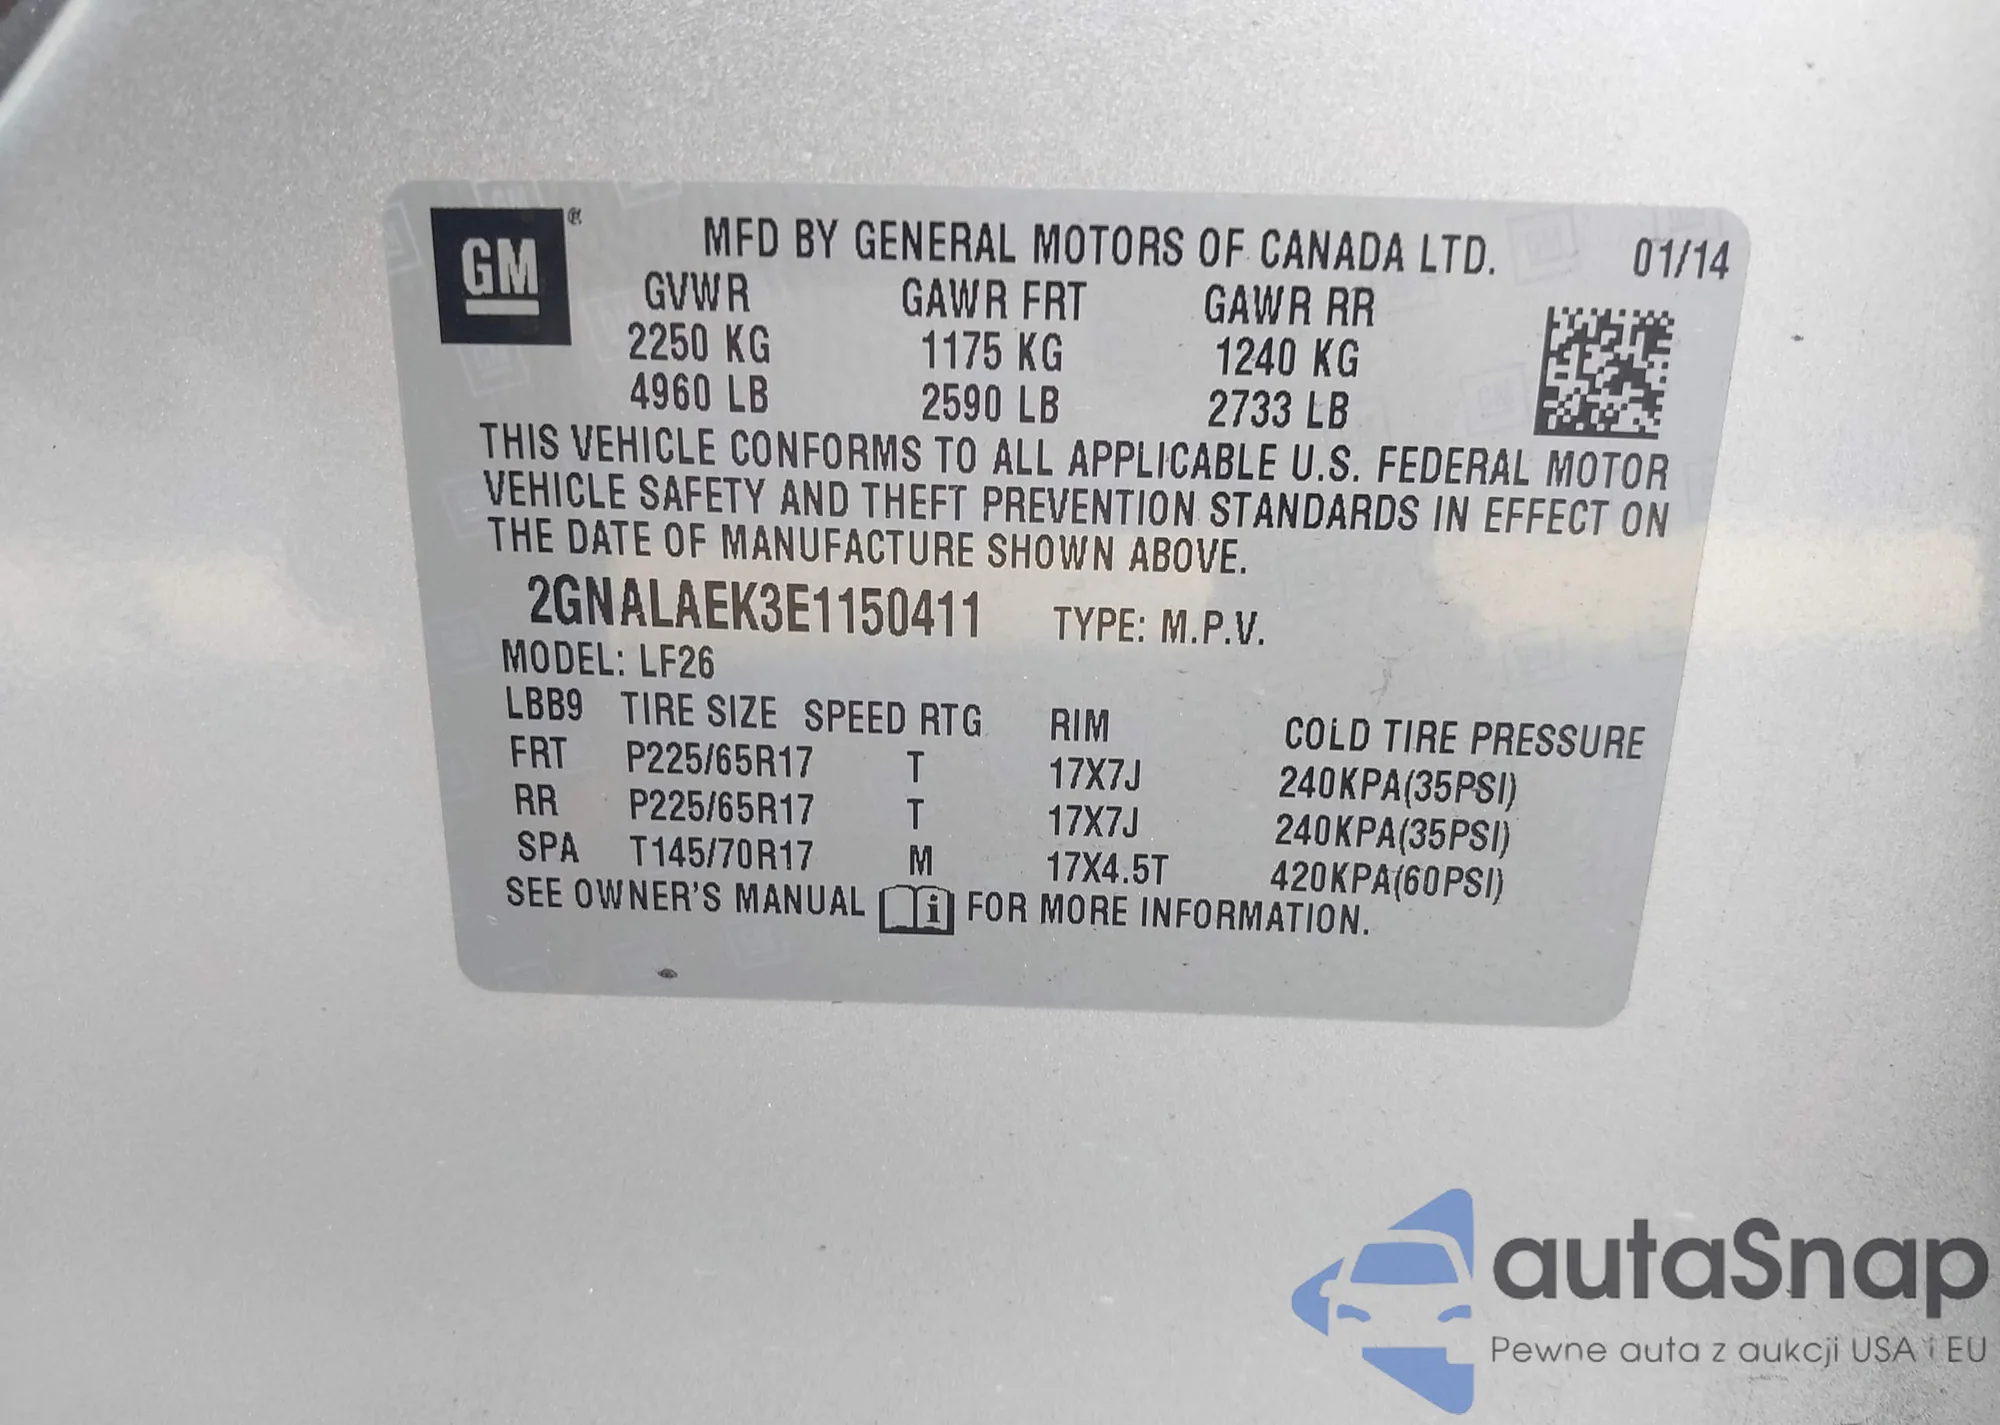 GM ®
MFD BY GENERAL MOTORS OF CANADA LTD. 01/14
GVWR GAWR FRT GAWR RR
2250 KG 1175 KG 1240 KG
4960 LB 2590 LB 2733 LB
THIS VEHICLE CONFORMS TO ALL APPLICABLE U.S. FEDERAL MOTOR
VEHICLE SAFETY AND THEFT PREVENTION STANDARDS IN EFFECT ON
THE DATE OF MANUFACTURE SHOWN ABOVE.
2GNALAEK3E1150411 TYPE: M.P.V.
MODEL: LF26
LBB9 TIRE SIZE SPEED RTG RIM COLD TIRE PRESSURE
FRT P225/65R17 T 17X7J 240KPA(35PSI)
RR P225/65R17 T 17X7J 240KPA(35PSI)
SPA T145/70R17 M 17X4.5T 420KPA(60PSI)
SEE OWNER'S MANUAL i FOR MORE INFORMATION.
autaSnap
Pewne auta z aukcji USA i EU